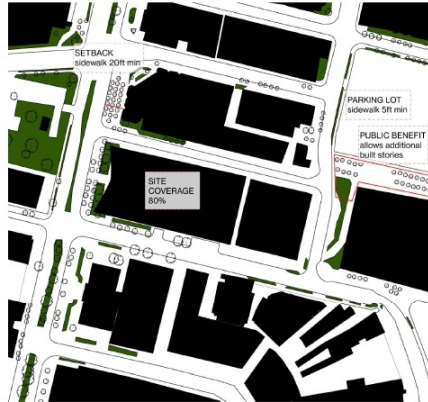 SETBACK
sidewalk 20ft min
PARKING LOT
sidewalk 5ft min
PUBLIC BENEFIT
allows additional
built stories
SITE
COVERAGE
80%